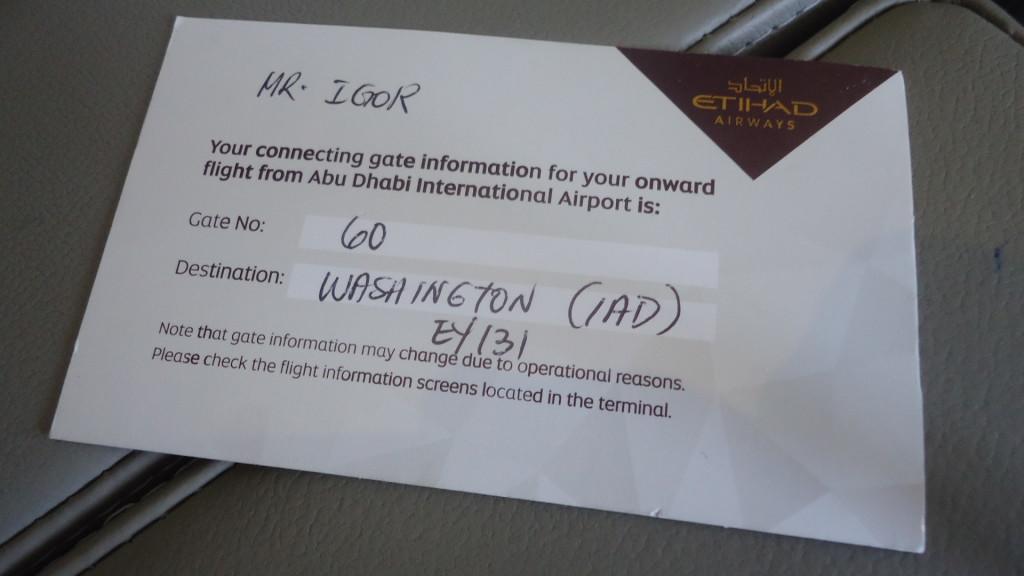 MR. IGOR
الإتحاد
ETIHAD
AIRWAYS
Your connecting gate information for your onward
flight from Abu Dhabi International Airport is:
Gate No: 60
Destination: WASHINGTON (IAD)
EY131
Note that gate information may change due to operational reasons.
Please check the flight information screens located in the terminal.